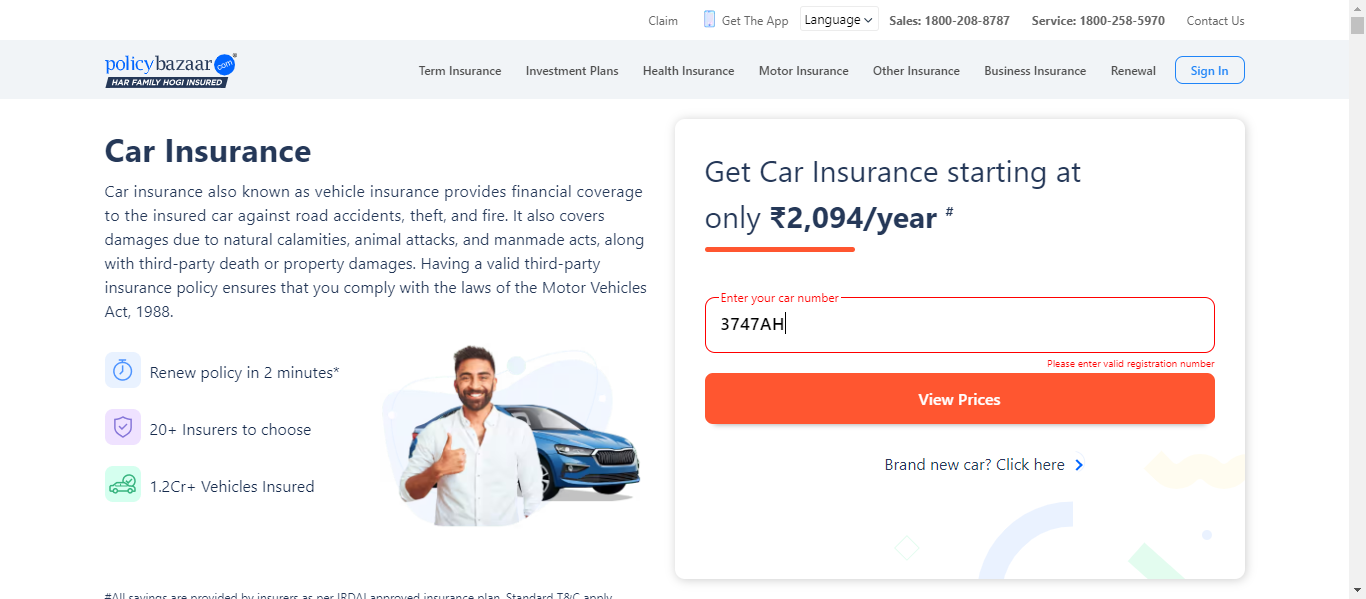 Claim
Get The App
Language
Sales: 1800-208-8787
Service: 1800-258-5970
Contact Us
policybazaar.com
HAR FAMILY HOGI INSURED
Term Insurance
Investment Plans
Health Insurance
Motor Insurance
Other Insurance
Business Insurance
Renewal
Sign In
Car Insurance
Car insurance also known as vehicle insurance provides financial coverage
to the insured car against road accidents, theft, and fire. It also covers
damages due to natural calamities, animal attacks, and manmade acts, along
with third-party death or property damages. Having a valid third-party
insurance policy ensures that you comply with the laws of the Motor Vehicles
Act, 1988.
Renew policy in 2 minutes*
20+ Insurers to choose
1.2Cr+ Vehicles Insured
Get Car Insurance starting at
only ₹2,094/year #
Enter your car number
3747AH
Please enter valid registration number
View Prices
Brand new car? Click here
#All savings are provided by insurers as per IRDAI approved insurance plan. Standard T&C apply